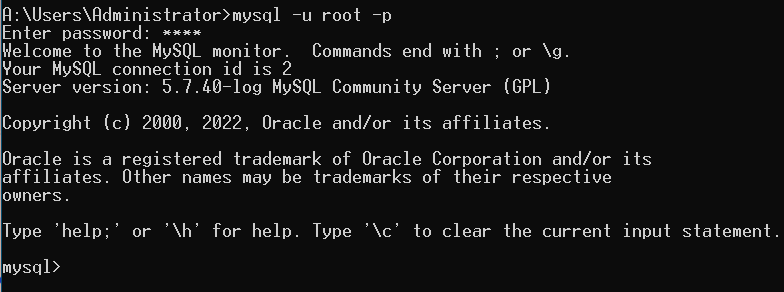 A:\Users\Administrator>mysql -u root -p
Enter password: ****
Welcome to the MySQL monitor.  Commands end with ; or \g.
Your MySQL connection id is 2
Server version: 5.7.40-log MySQL Community Server (GPL)
Copyright (c) 2000, 2022, Oracle and/or its affiliates.
Oracle is a registered trademark of Oracle Corporation and/or its
affiliates. Other names may be trademarks of their respective
owners.
Type 'help;' or '\h' for help. Type '\c' to clear the current input statement.
mysql>